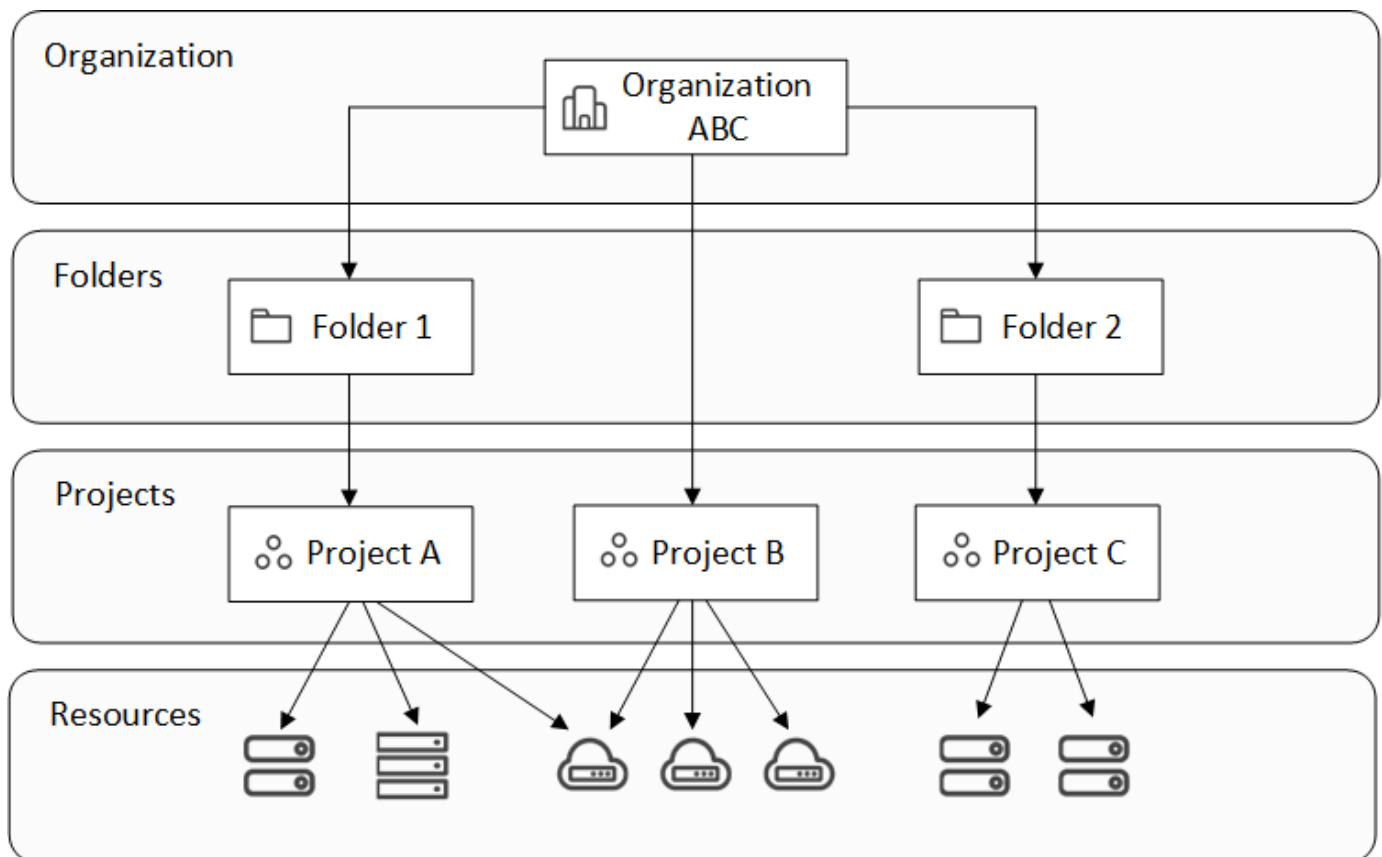 Organization
Organization
ABC
Folders
Folder 1
Folder 2
Projects
Project A
Project B
Project C
Resources